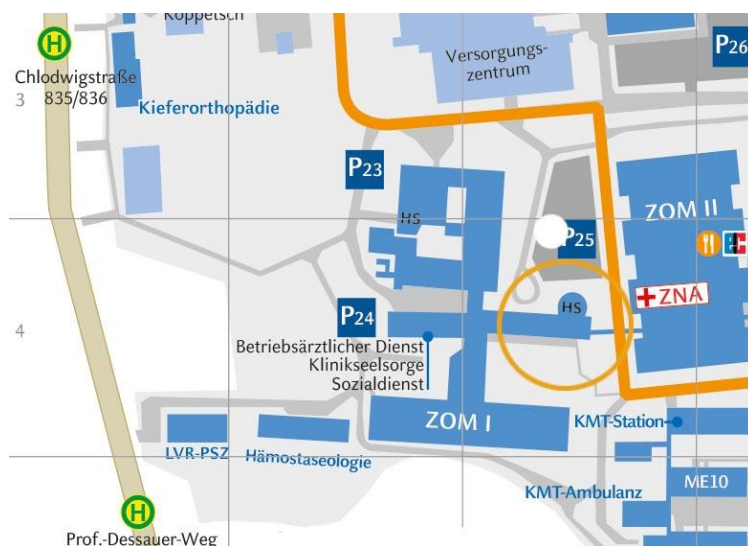 Koppetsch
H
Chlodwigstraße
835/836
3
Kieferorthopädie
Versorgungs-
zentrum
P26
P23
HS
ZOM II
P25
ZNA
HS
4
P24
Betriebsärztlicher Dienst
Klinikseelsorge
Sozialdienst
ZOM I
KMT-Station
LVR-PSZ
Hämostaseologie
ME10
KMT-Ambulanz
H
Prof.-Dessauer-Weg